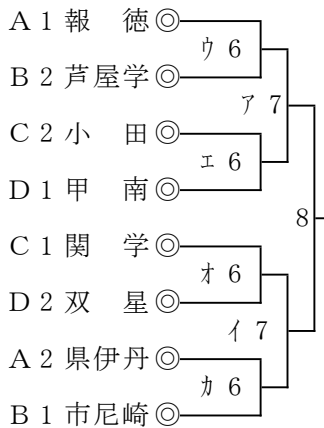 A１報　徳◎
ウ 6
B２芦屋学◎
ア 7
C２小　田◎
エ 6
D１甲　南◎
8
C１関　学◎
オ 6
D２双　星◎
イ 7
A２県伊丹◎
カ 6
B１市尼崎◎